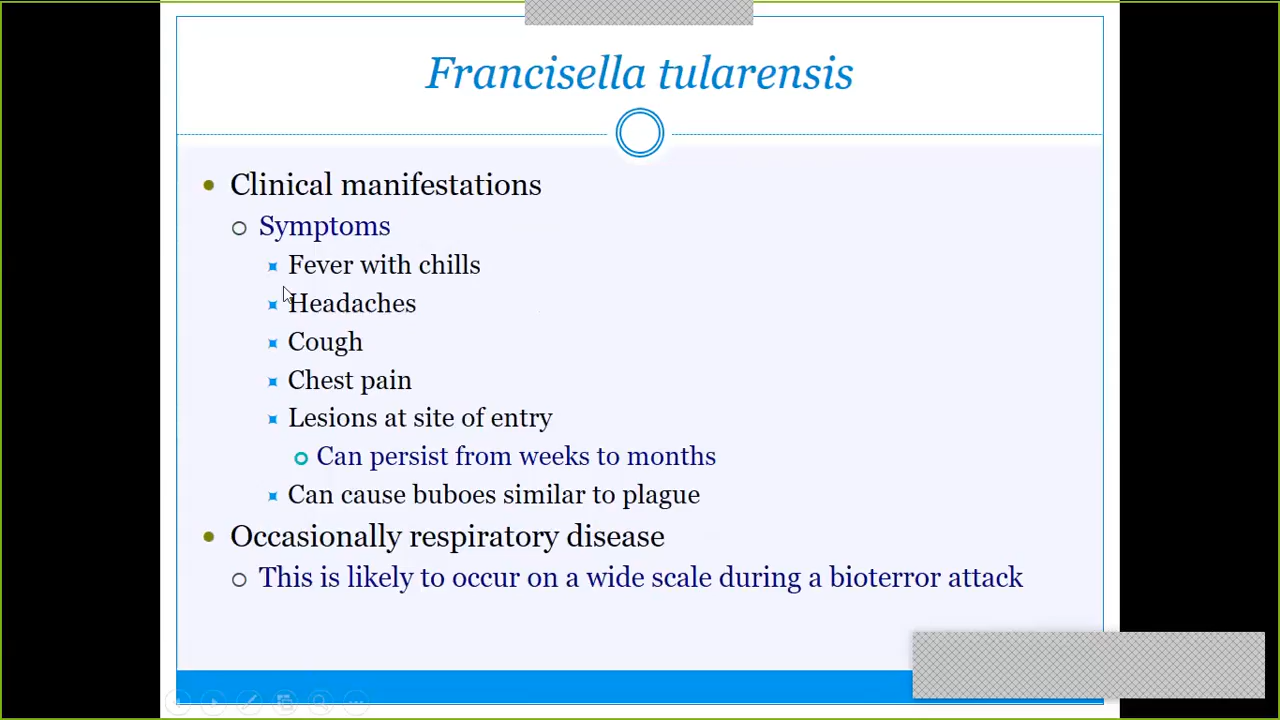 Francisella tularensis
Clinical manifestations
Symptoms
Fever with chills
Headaches
Cough
Chest pain
Lesions at site of entry
Can persist from weeks to months
Can cause buboes similar to plague
Occasionally respiratory disease
This is likely to occur on a wide scale during a bioterror attack